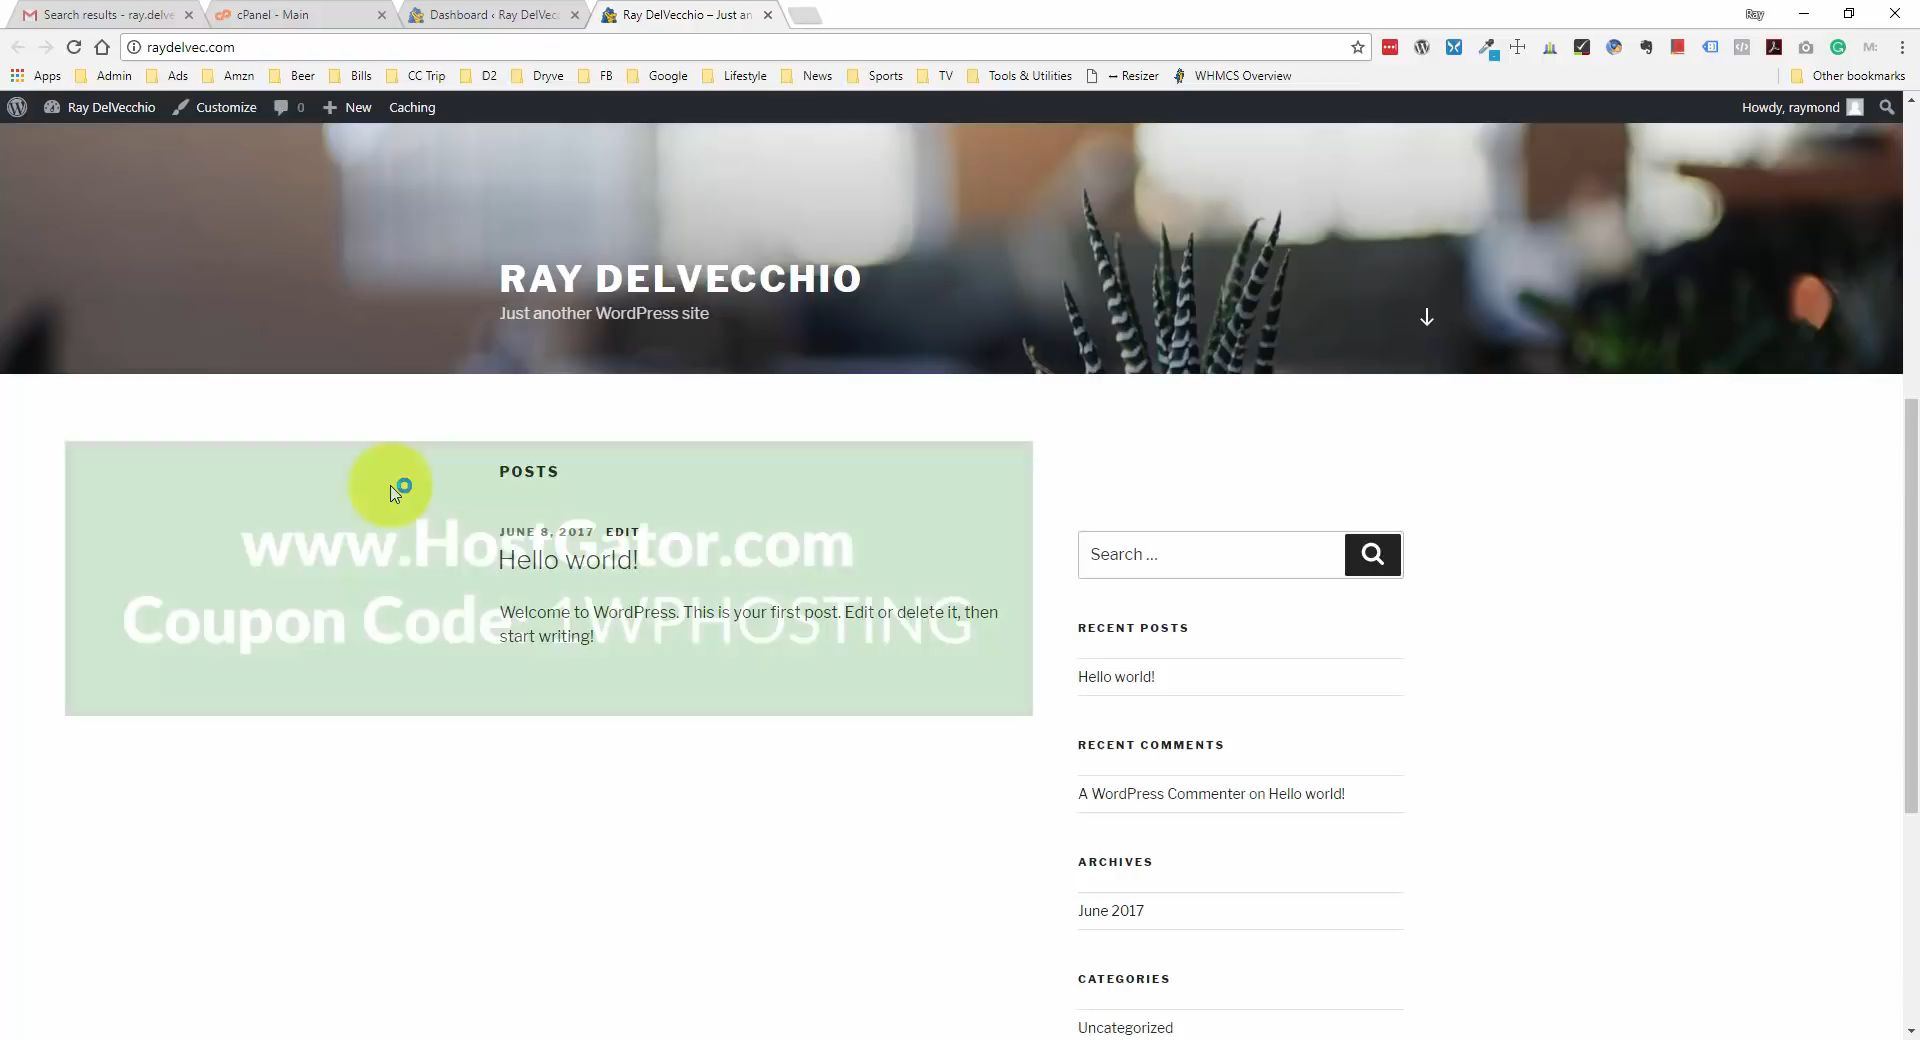 Search results - ray.delve
cPanel - Main
Dashboard ‹ Ray DelVecc
Ray DelVecchio – Just an
Ray
raydelvec.com
M:
Apps
Admin
Ads
Amzn
Beer
Bills
CC Trip
D2
Dryve
FB
Google
Lifestyle
News
Sports
TV
Tools & Utilities
↔ Resizer
WHMCS Overview
Other bookmarks
Ray DelVecchio
Customize
0
New
Caching
Howdy, raymond
RAY DELVECCHIO
Just another WordPress site
POSTS
JUNE 8, 2017 EDIT
Hello world!
Welcome to WordPress. This is your first post. Edit or delete it, then
start writing!
www.HostGator.com
Coupon Code: 1WPHOSTING
Search …
RECENT POSTS
Hello world!
RECENT COMMENTS
A WordPress Commenter on Hello world!
ARCHIVES
June 2017
CATEGORIES
Uncategorized